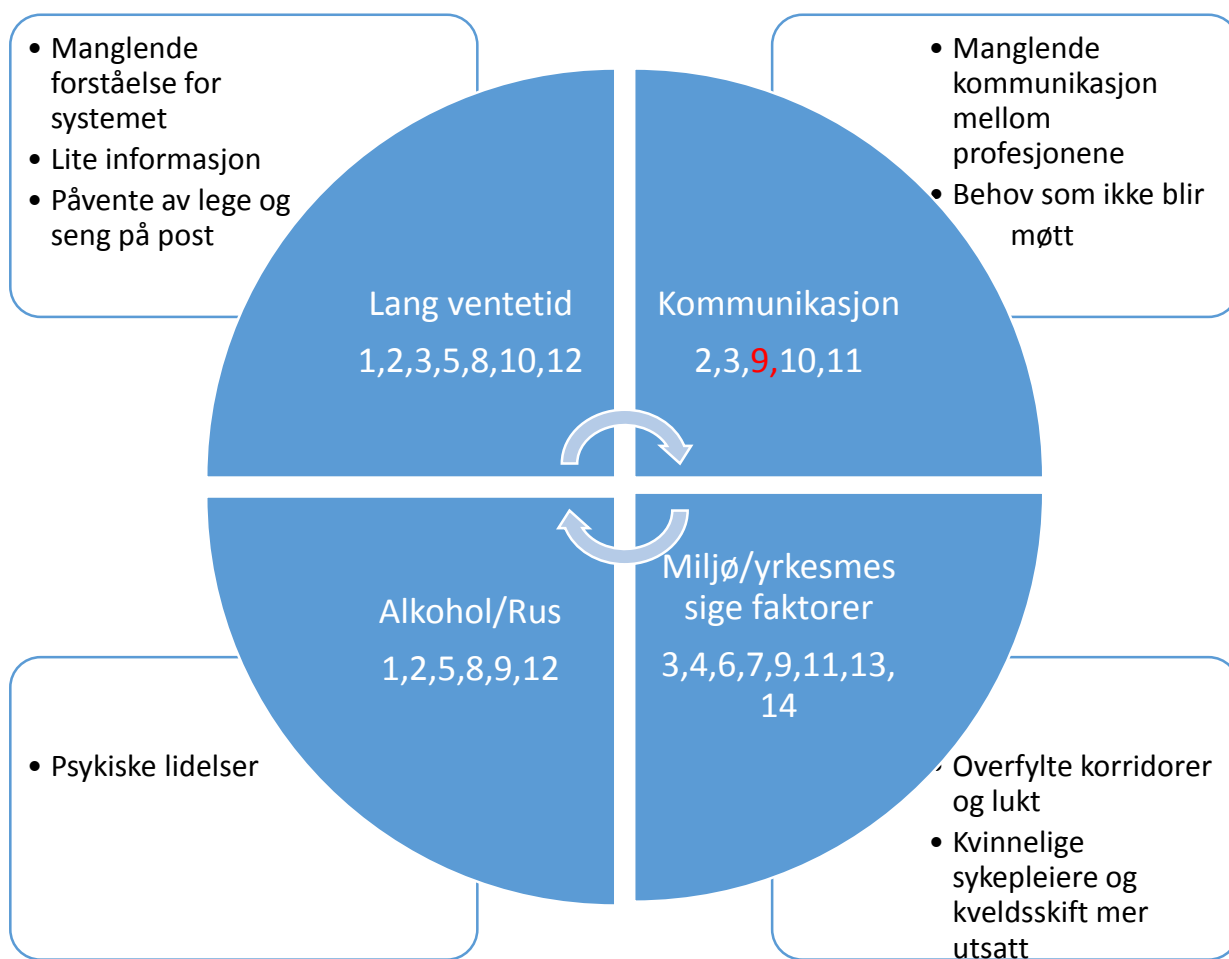 • Manglende
forståelse for
systemet
• Lite informasjon
• Påvente av lege og
seng på post
• Manglende
kommunikasjon
mellom
profesjonene
• Behov som ikke blir
møtt
Lang ventetid
1,2,3,5,8,10,12
Kommunikasjon
2,3,9,10,11
Alkohol/Rus
1,2,5,8,9,12
Miljø/yrkesmes
sige faktorer
3,4,6,7,9,11,13,
14
• Psykiske lidelser
• Overfylte korridorer
og lukt
• Kvinnelige
sykepleiere og
kveldsskift mer
utsatt